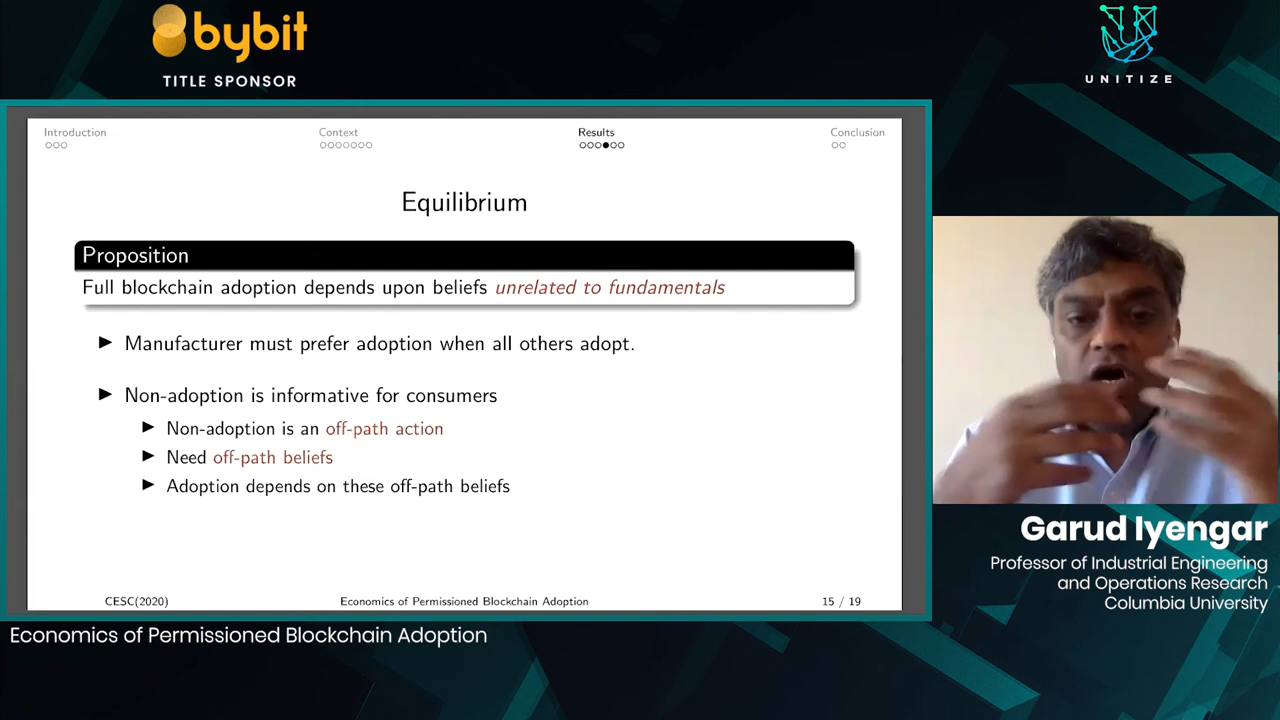 bybit
TITLE SPONSOR
UNITIZE
Introduction
Context
Results
Conclusion
Equilibrium
Proposition
Full blockchain adoption depends upon beliefs unrelated to fundamentals
Manufacturer must prefer adoption when all others adopt.
Non-adoption is informative for consumers
Non-adoption is an off-path action
Need off-path beliefs
Adoption depends on these off-path beliefs
CESC(2020)
Economics of Permissioned Blockchain Adoption
15 / 19
Garud Iyengar
Professor of Industrial Engineering
and Operations Research
Columbia University
Economics of Permissioned Blockchain Adoption